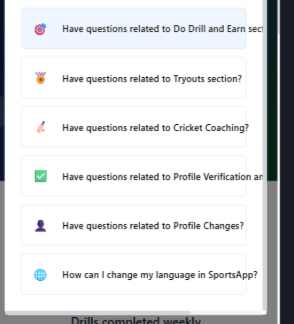 Have questions related to Do Drill and Earn sect
Have questions related to Tryouts section?
Have questions related to Cricket Coaching?
Have questions related to Profile Verification an
Have questions related to Profile Changes?
How can I change my language in SportsApp?
Drills completed weekly